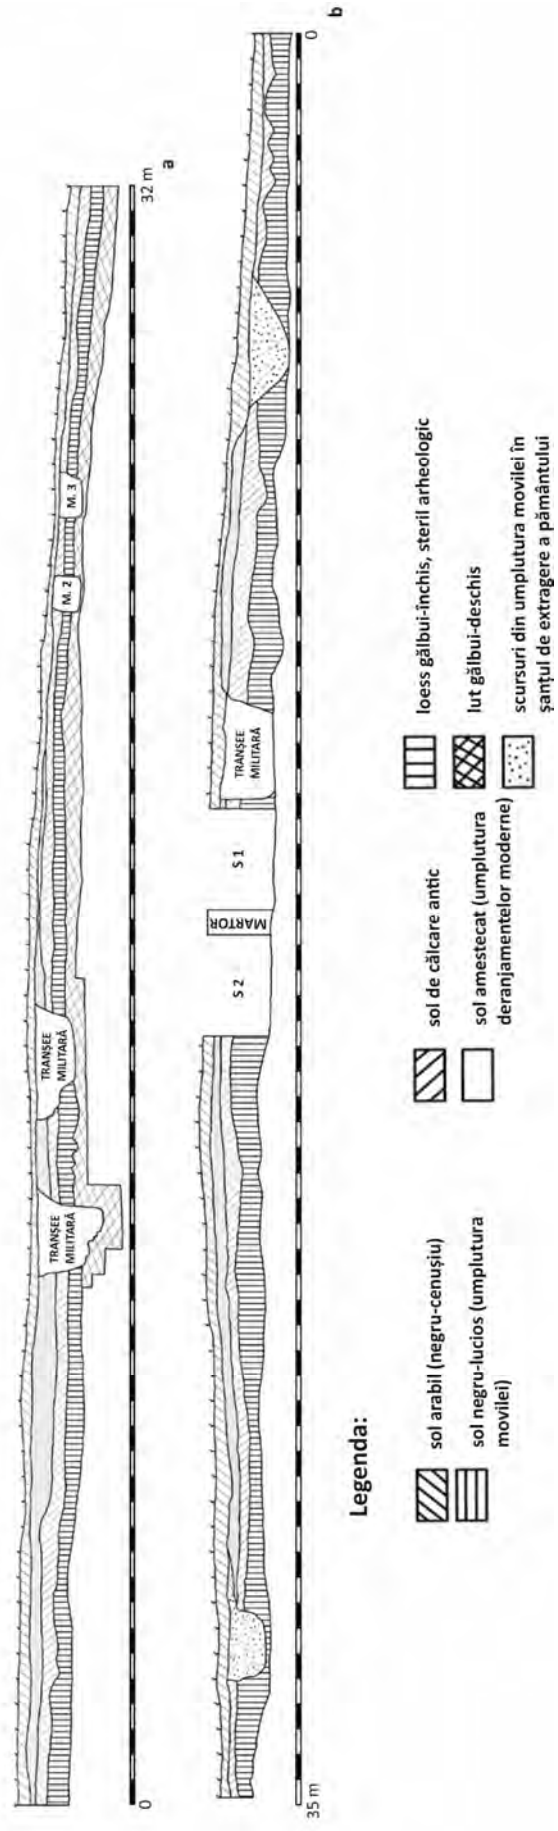 TRANȘEE
MILITARĂ
TRANȘEE
MILITARĂ
M. 2
M. 3
0
32 m
a
S 2
MARTOR
S 1
TRANȘEE
MILITARĂ
35 m
0
b
Legenda:
sol arabil (negru-cenușiu)
sol negru-lucios (umplutura
movilei)
sol de călcare antic
sol amestecat (umplutura
deranjamentelor moderne)
loess gălbui-închis, steril arheologic
lut gălbui-deschis
scursuri din umplutura movilei în
șanțul de extragere a pământului